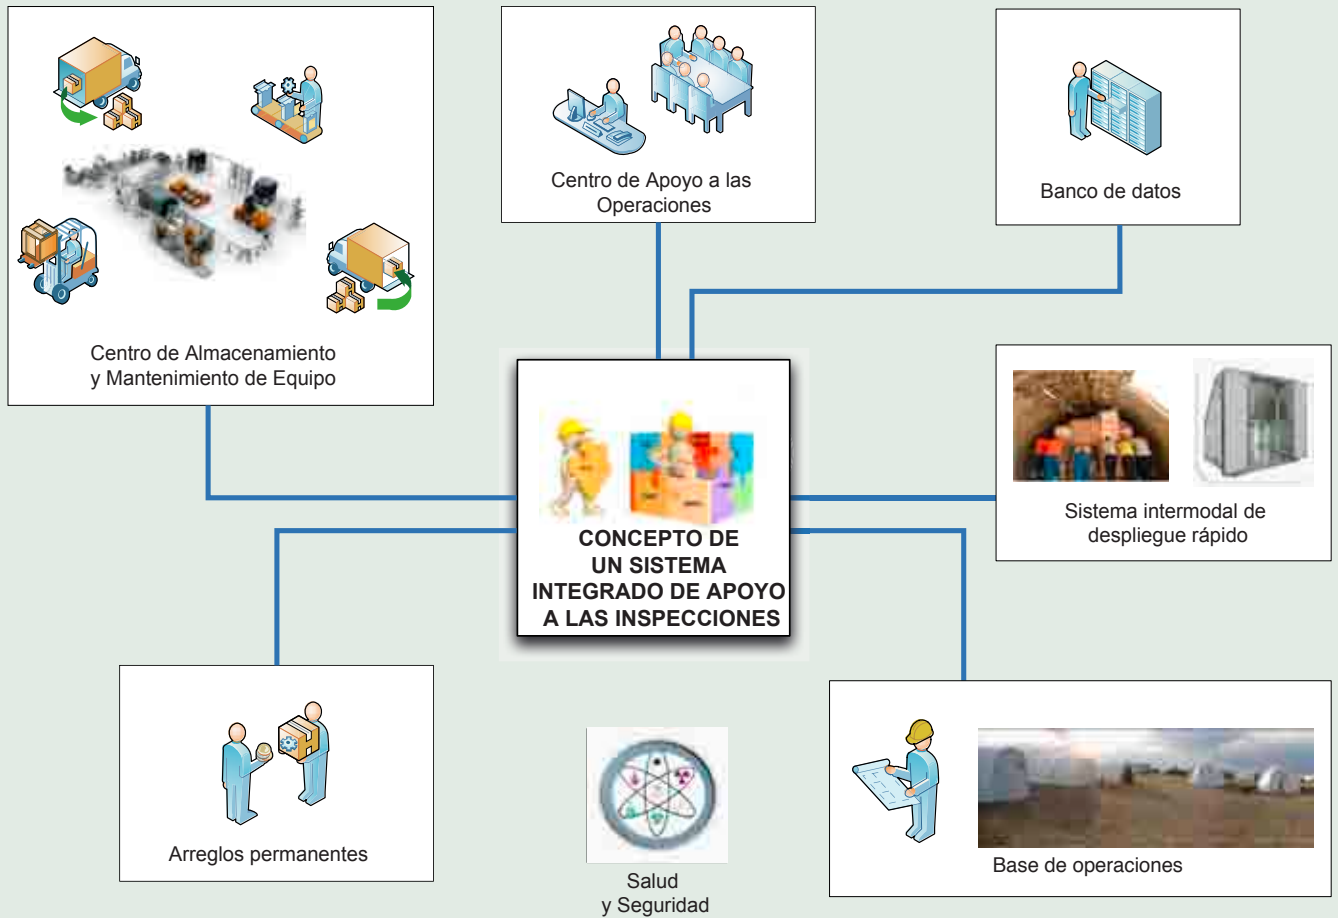 Centro de Almacenamiento
y Mantenimiento de Equipo
Centro de Apoyo a las
Operaciones
Banco de datos
CONCEPTO DE
UN SISTEMA
INTEGRADO DE APOYO
A LAS INSPECCIONES
Sistema intermodal de
despliegue rápido
Arreglos permanentes
Salud
y Seguridad
Base de operaciones